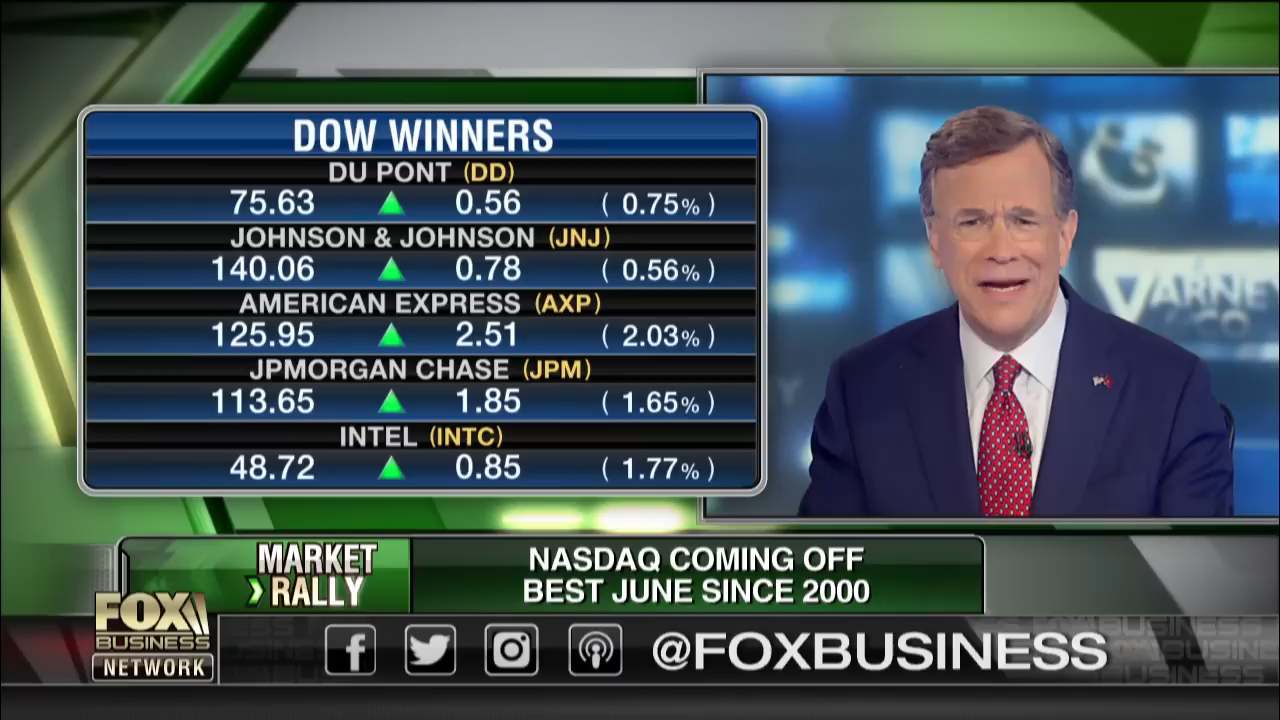 DOW WINNERS
DU PONT (DD)
75.63 ▲ 0.56 ( 0.75% )
JOHNSON & JOHNSON (JNJ)
140.06 ▲ 0.78 ( 0.56% )
AMERICAN EXPRESS (AXP)
125.95 ▲ 2.51 ( 2.03% )
JPMORGAN CHASE (JPM)
113.65 ▲ 1.85 ( 1.65% )
INTEL (INTC)
48.72 ▲ 0.85 ( 1.77% )
VARNEY
& CO
MARKET
RALLY
NASDAQ COMING OFF
BEST JUNE SINCE 2000
FOX
BUSINESS
NETWORK
@FOXBUSINESS